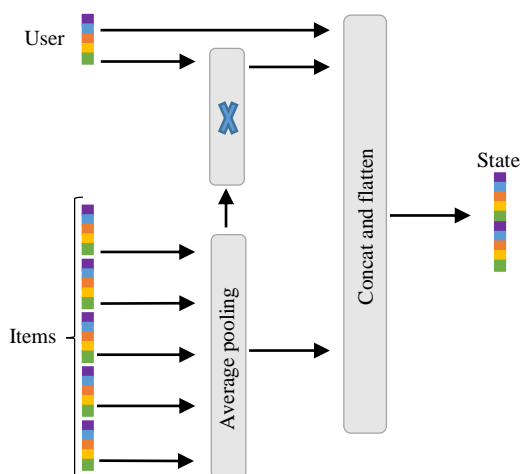 User
State
Concat and flatten
Items
Average pooling